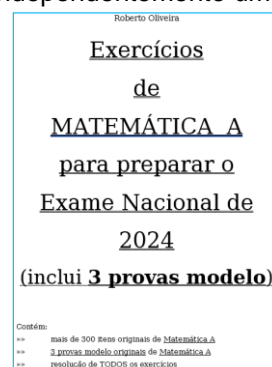 independentemente um
Roberto Oliveira
Exercícios
de
MATEMÁTICA A
para preparar o
Exame Nacional de
2024
(inclui 3 provas modelo)
Contém:
»» mais de 300 itens originais de Matemática A
»» 3 provas modelo originais de Matemática A
»» resolução de TODOS os exercícios